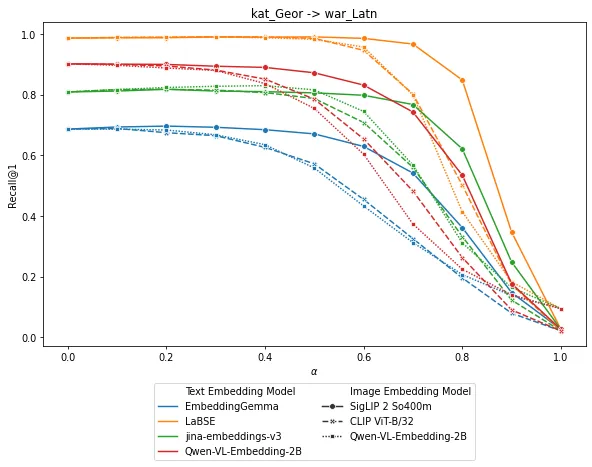 kat_Geor -> war_Latn
Recall@1
1.0
0.8
0.6
0.4
0.2
0.0
0.0 0.2 0.4 0.6 0.8 1.0
α
Text Embedding Model
EmbeddingGemma
LaBSE
jina-embeddings-v3
Qwen-VL-Embedding-2B
Image Embedding Model
SigLIP 2 So400m
CLIP ViT-B/32
Qwen-VL-Embedding-2B